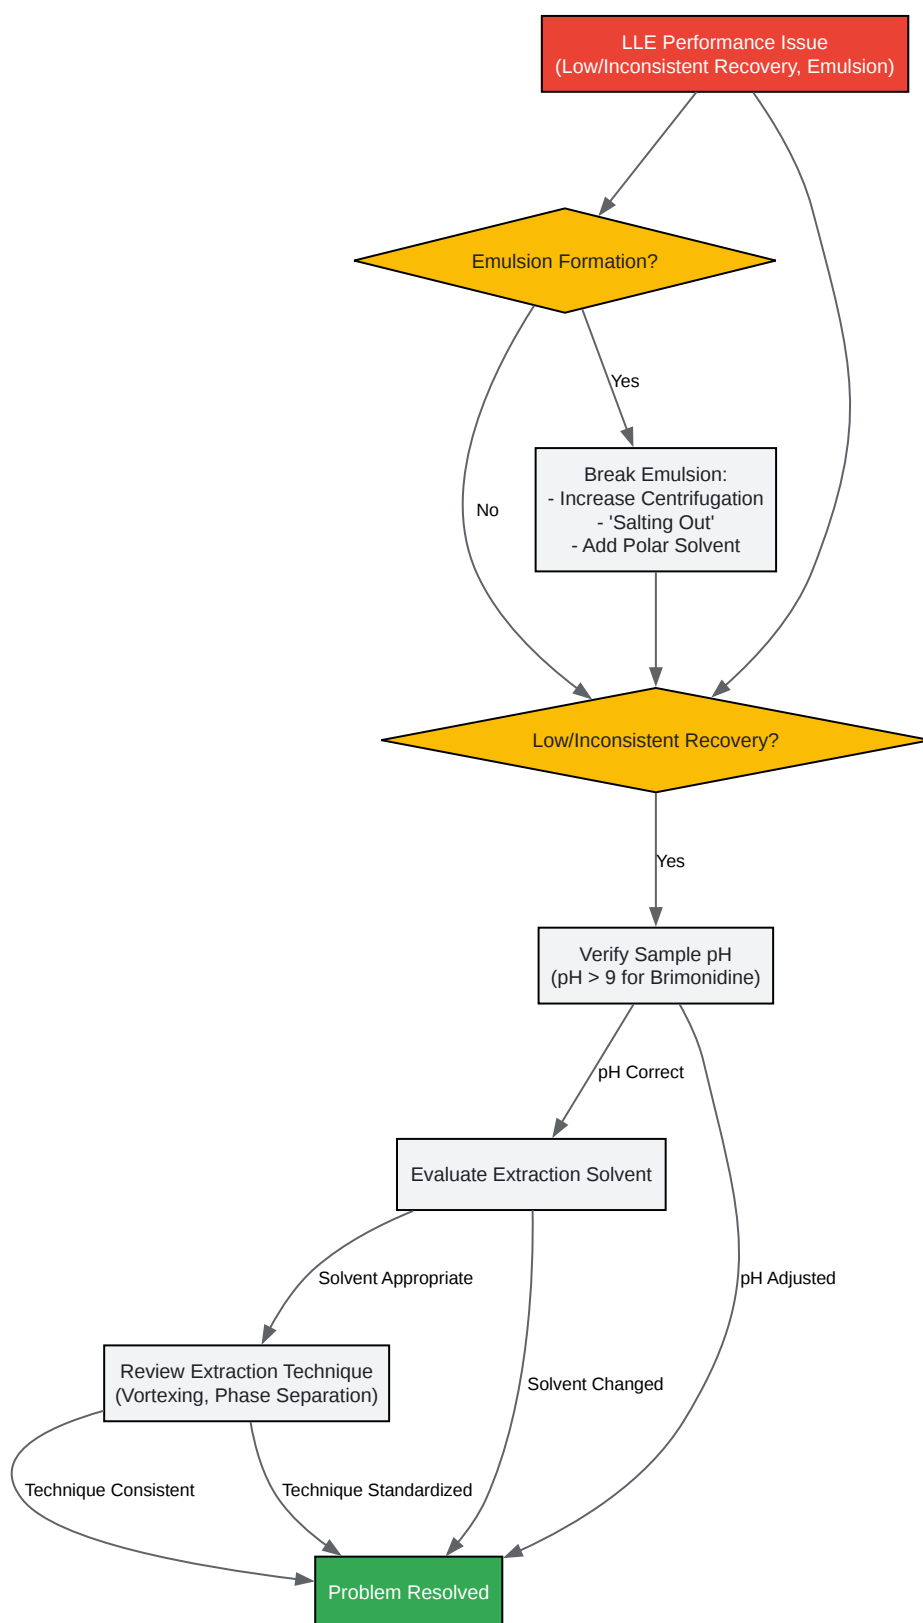 LLE Performance Issue
(Low/Inconsistent Recovery, Emulsion)
Emulsion Formation?
Yes
Break Emulsion:
- Increase Centrifugation
- 'Salting Out'
- Add Polar Solvent
No
Low/Inconsistent Recovery?
Yes
Verify Sample pH
(pH > 9 for Brimonidine)
pH Correct
Evaluate Extraction Solvent
Solvent Appropriate
pH Adjusted
Review Extraction Technique
(Vortexing, Phase Separation)
Solvent Changed
Technique Consistent
Technique Standardized
Problem Resolved